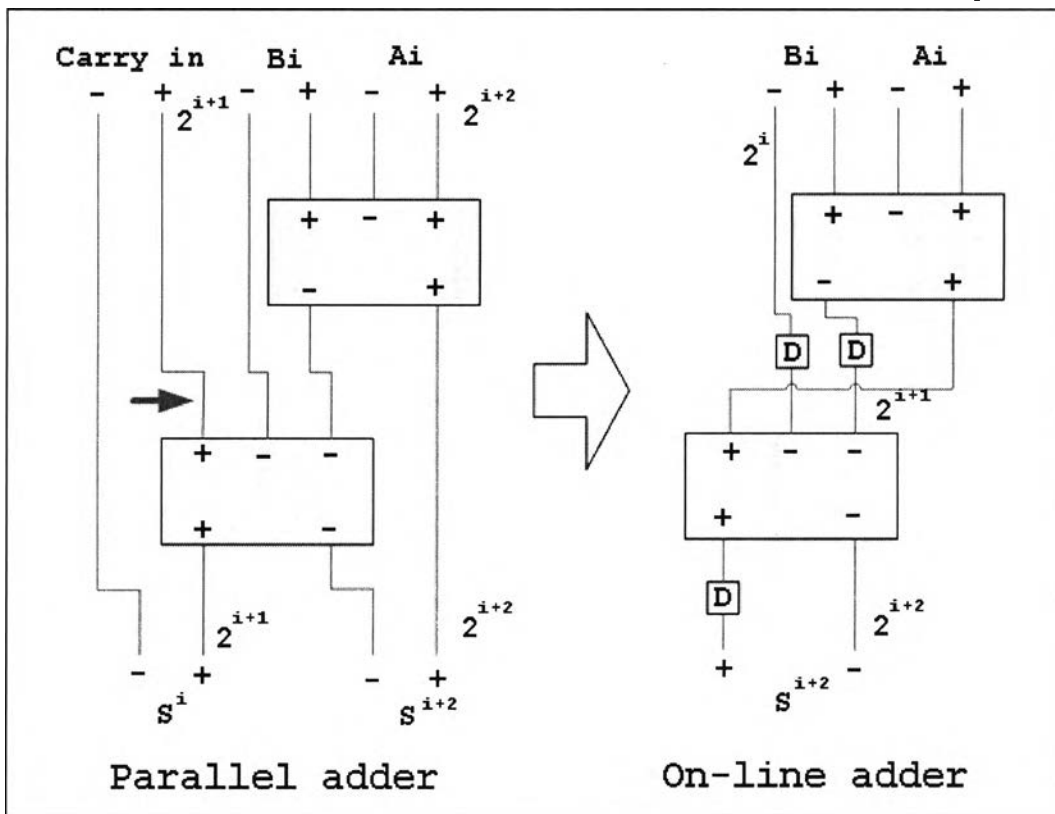 Carry in Bi Ai
- + - + - +
2^{i+1} 2^{i+2}
+ - +
- +
+ - -
+ -
2^{i+1} 2^{i+2}
- + - +
S^{i} S^{i+2}
Parallel adder
Bi Ai
- + - +
2^{i}
+ - +
- +
D D
2^{i+1}
+ - -
+ -
D
2^{i+2}
+ -
S^{i+2}
On-line adder